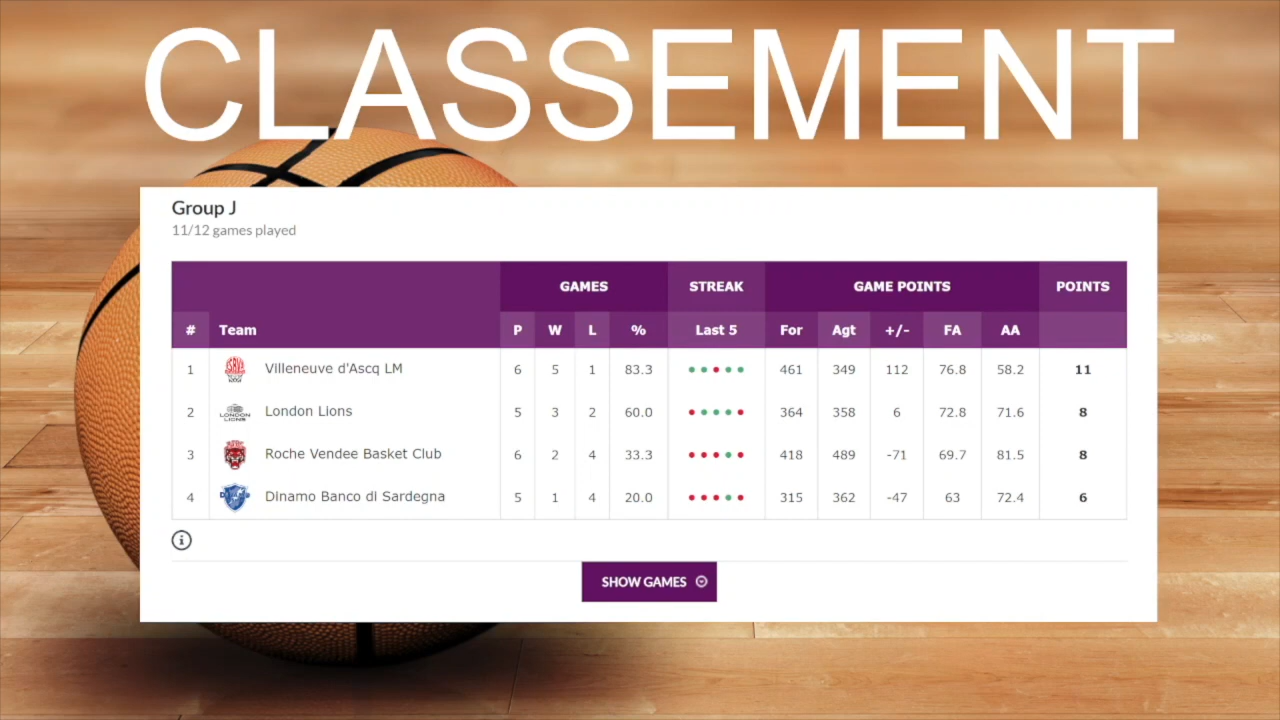 CLASSEMENT
Group J
11/12 games played
GAMES STREAK GAME POINTS POINTS
# Team P W L % Last 5 For Agt +/- FA AA
1 Villeneuve d'Ascq LM 6 5 1 83.3 461 349 112 76.8 58.2 11
2 LONDON LIONS London Lions 5 3 2 60.0 364 358 6 72.8 71.6 8
3 Roche Vendee Basket Club 6 2 4 33.3 418 489 -71 69.7 81.5 8
4 Dinamo Banco di Sardegna 5 1 4 20.0 315 362 -47 63 72.4 6
SHOW GAMES